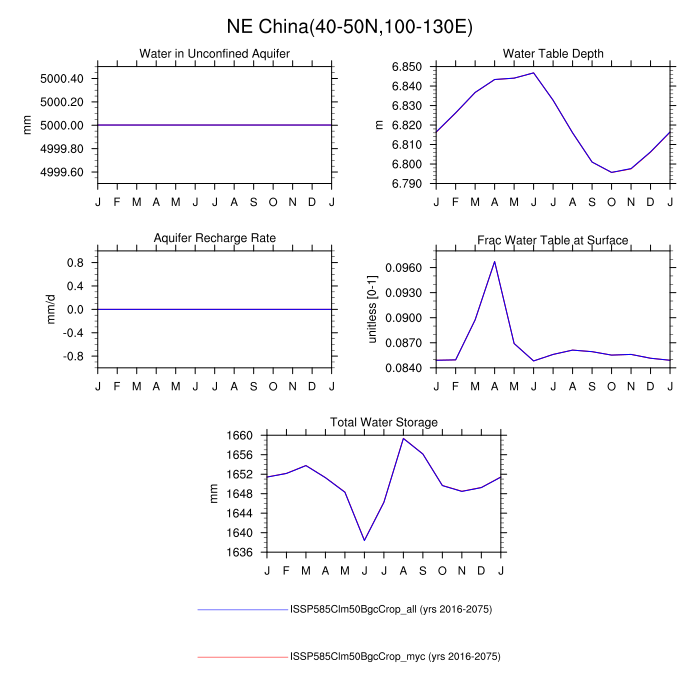 NE China(40-50N,100-130E)
Water in Unconfined Aquifer
5000.40
5000.20
5000.00
4999.80
4999.60
mm
J F M A M J J A S O N D J
Water Table Depth
6.850
6.840
6.830
6.820
6.810
6.800
6.790
m
J F M A M J J A S O N D J
Aquifer Recharge Rate
0.8
0.4
0.0
-0.4
-0.8
mm/d
J F M A M J J A S O N D J
Frac Water Table at Surface
0.0960
0.0930
0.0900
0.0870
0.0840
unitless [0-1]
J F M A M J J A S O N D J
Total Water Storage
1660
1656
1652
1648
1644
1640
1636
mm
J F M A M J J A S O N D J
ISSP585Clm50BgcCrop_all (yrs 2016-2075)
ISSP585Clm50BgcCrop_myc (yrs 2016-2075)